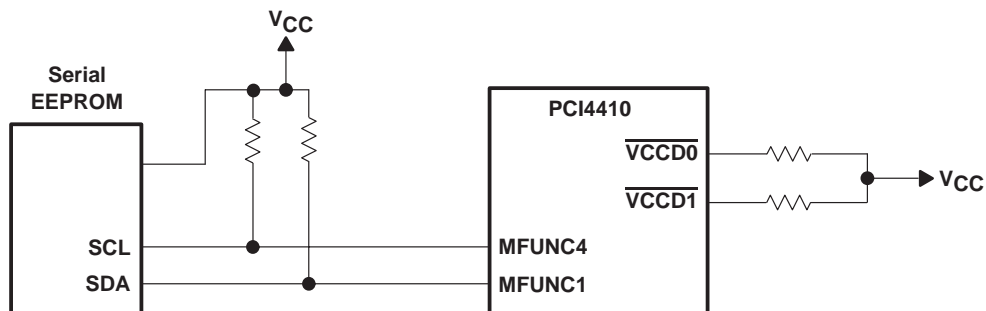 VCC
Serial
EEPROM
PCI4410
VCCD0
VCCD1
VCC
SCL
MFUNC4
SDA
MFUNC1